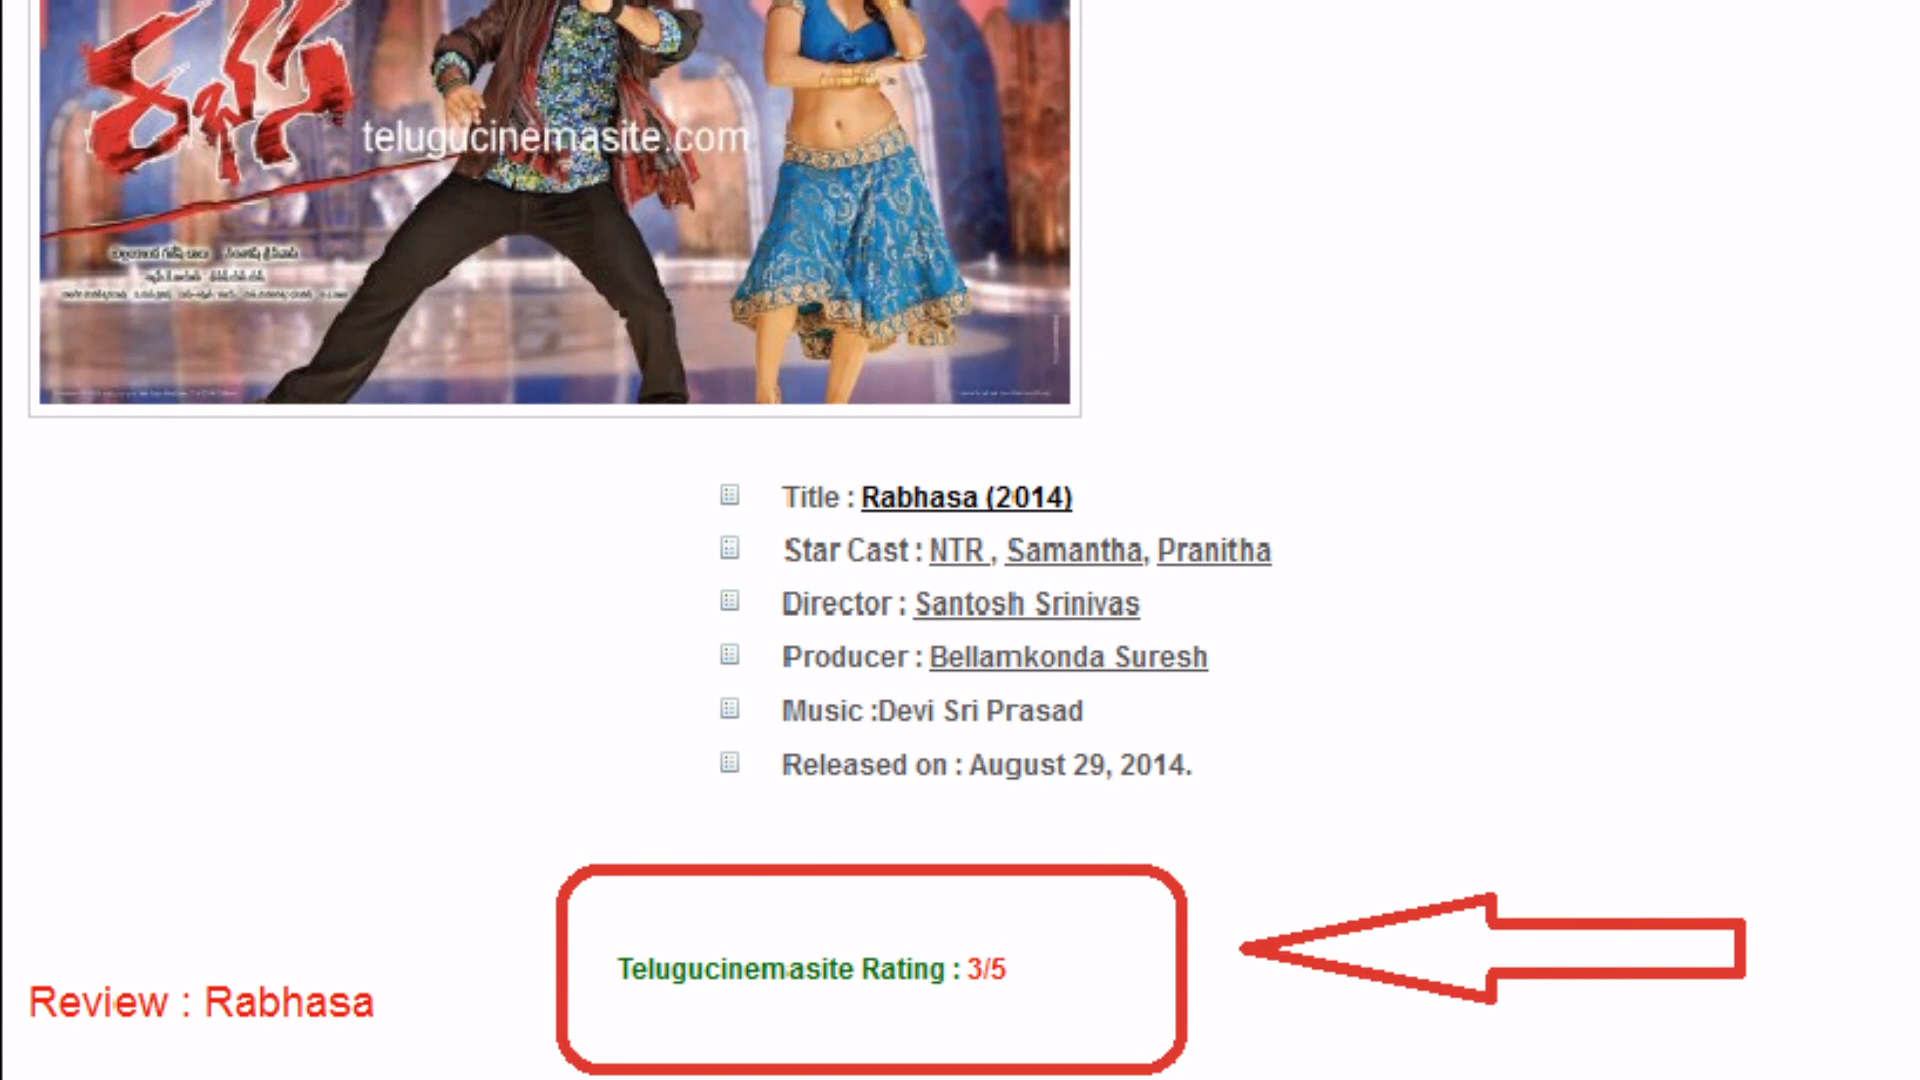 రభస
telugucinemasite.com
Title : Rabhasa (2014)
Star Cast : NTR , Samantha, Pranitha
Director : Santosh Srinivas
Producer : Bellamkonda Suresh
Music :Devi Sri Prasad
Released on : August 29, 2014.
Telugucinemasite Rating : 3/5
Review : Rabhasa